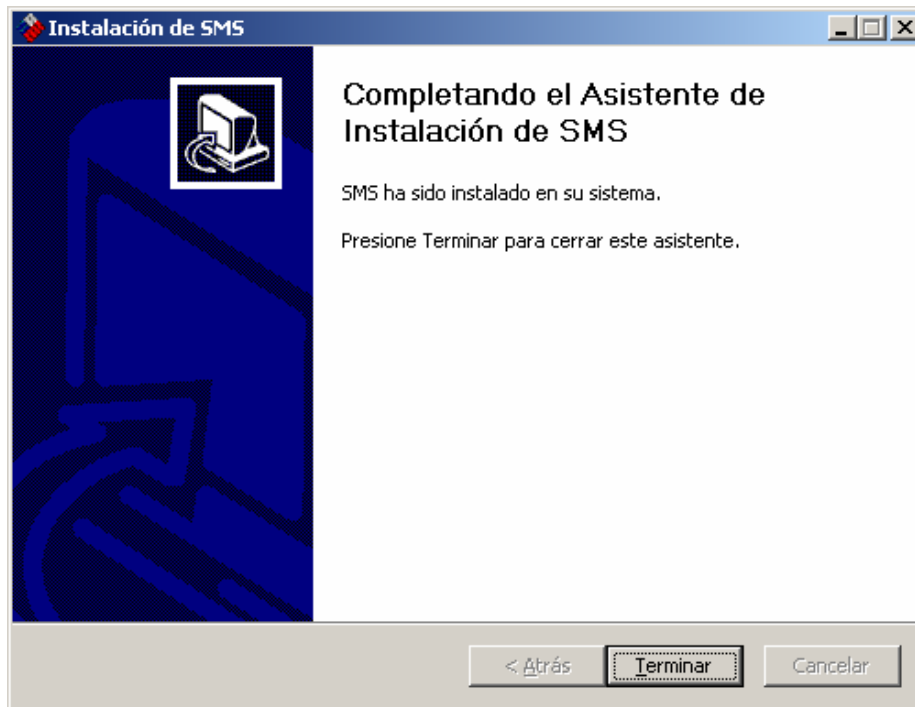 Instalación de SMS
Completando el Asistente de
Instalación de SMS
SMS ha sido instalado en su sistema.
Presione Terminar para cerrar este asistente.
< Atrás
Terminar
Cancelar